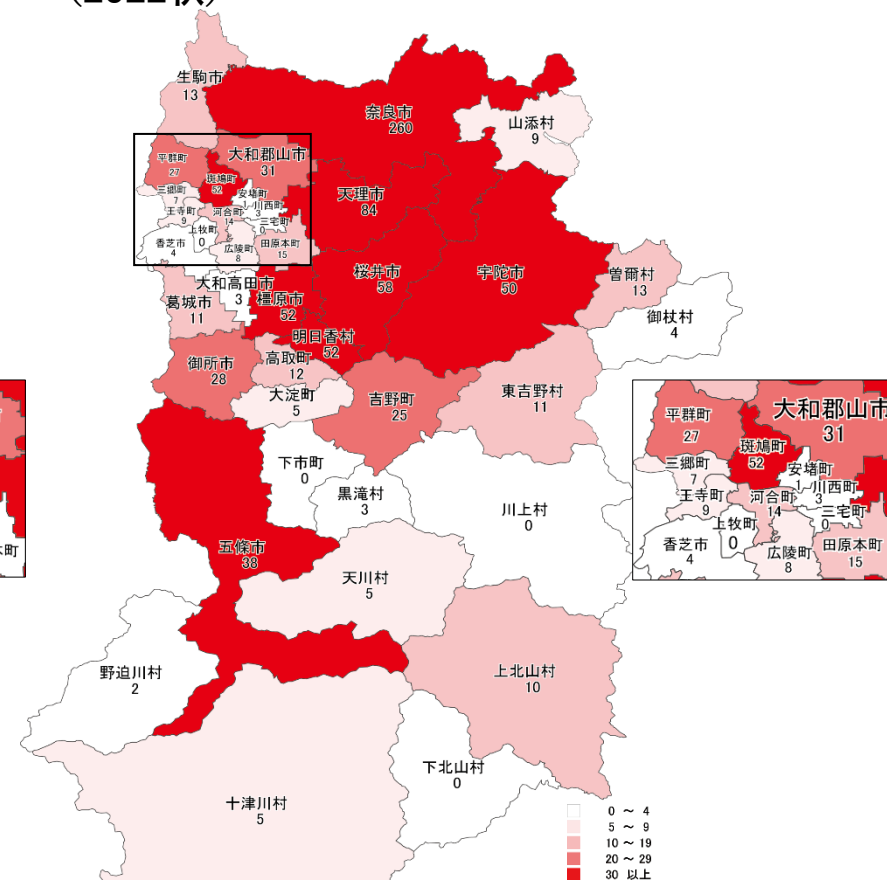 生駒市
13
奈良市
260
山添村
9
平群町
27
大和郡山市
31
斑鳩町
52
三郷町
7
安堵町
1
川西町
3
王寺町
9
河合町
14
三宅町
0
上牧町
0
香芝市
4
広陵町
8
田原本町
15
天理市
84
桜井市
58
宇陀市
50
曽爾村
13
御杖村
4
大和高田市
3
橿原市
52
葛城市
11
明日香村
52
御所市
28
高取町
12
大淀町
5
吉野町
25
東吉野村
11
下市町
0
黒滝村
3
川上村
0
五條市
38
天川村
5
野迫川村
2
上北山村
10
下北山村
0
十津川村
5
平群町
27
大和郡山市
31
斑鳩町
52
三郷町
7
安堵町
1
川西町
3
王寺町
9
河合町
14
三宅町
0
上牧町
0
香芝市
4
広陵町
8
田原本町
15
0 ～ 4
5 ～ 9
10 ～ 19
20 ～ 29
30 以上